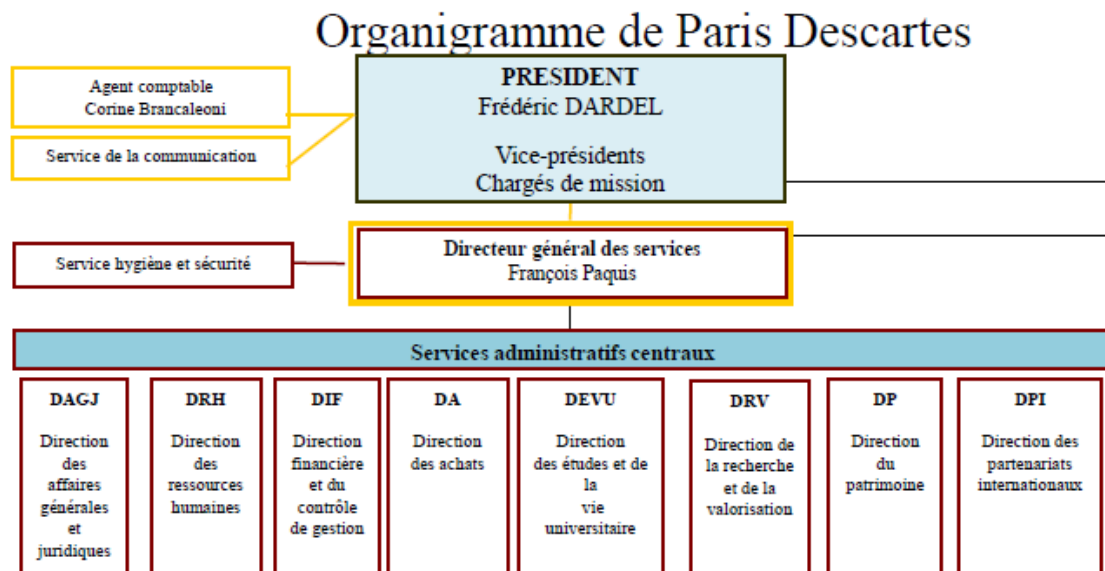 Organigramme de Paris Descartes
Agent comptable
Corine Brancaleoni
Service de la communication
PRESIDENT
Frédéric DARDEL
Vice-présidents
Chargés de mission
Service hygiène et sécurité
Directeur général des services
François Paquis
Services administratifs centraux
DAGJ
Direction
des
affaires
générales
et
juridiques
DRH
Direction
des
ressources
humaines
DIF
Direction
financière
et du
contrôle
de gestion
DA
Direction
des achats
DEVU
Direction
des études et de
la
vie
universitaire
DRV
Direction de
la recherche
et de la
valorisation
DP
Direction
du
patrimoine
DPI
Direction des
partenariats
internationaux